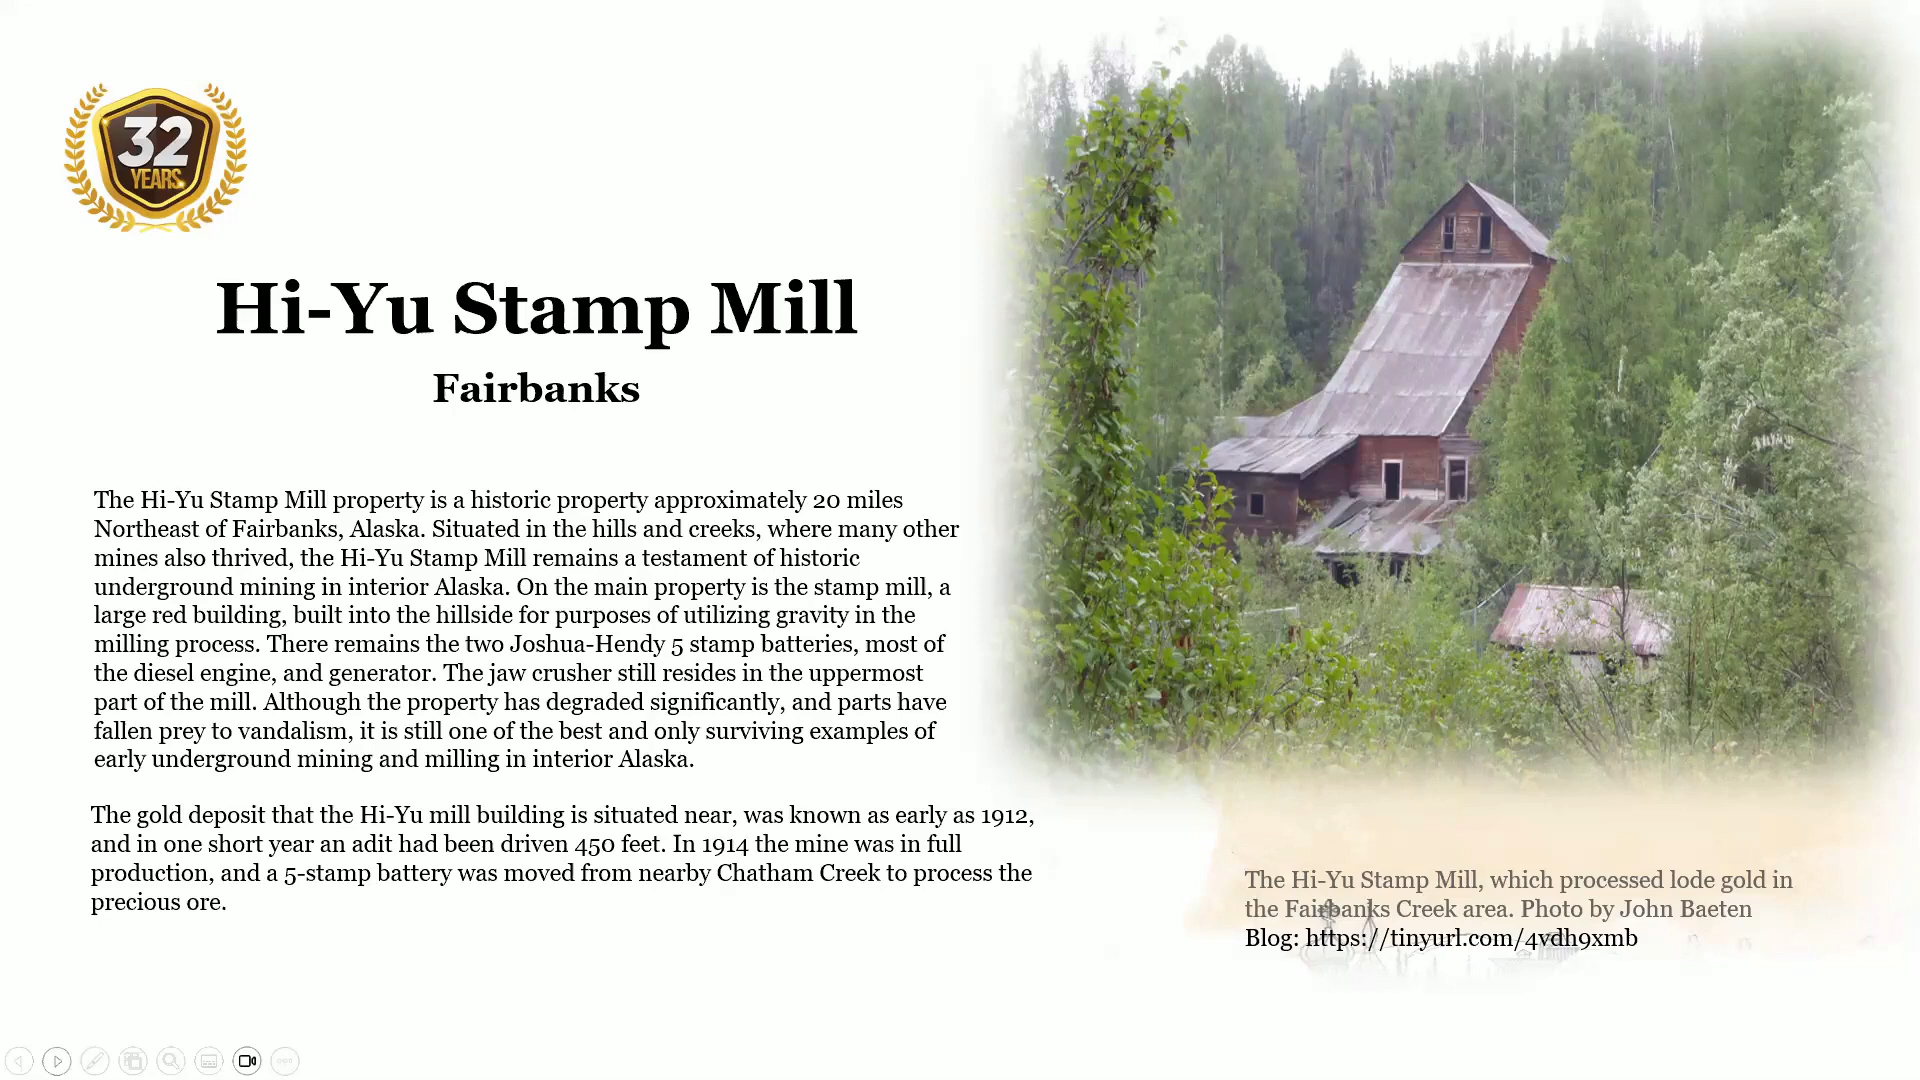 32
YEARS
Hi-Yu Stamp Mill
Fairbanks
The Hi-Yu Stamp Mill property is a historic property approximately 20 miles
Northeast of Fairbanks, Alaska. Situated in the hills and creeks, where many other
mines also thrived, the Hi-Yu Stamp Mill remains a testament of historic
underground mining in interior Alaska. On the main property is the stamp mill, a
large red building, built into the hillside for purposes of utilizing gravity in the
milling process. There remains the two Joshua-Hendy 5 stamp batteries, most of
the diesel engine, and generator. The jaw crusher still resides in the uppermost
part of the mill. Although the property has degraded significantly, and parts have
fallen prey to vandalism, it is still one of the best and only surviving examples of
early underground mining and milling in interior Alaska.
The gold deposit that the Hi-Yu mill building is situated near, was known as early as 1912,
and in one short year an adit had been driven 450 feet. In 1914 the mine was in full
production, and a 5-stamp battery was moved from nearby Chatham Creek to process the
precious ore.
The Hi-Yu Stamp Mill, which processed lode gold in
the Fairbanks Creek area. Photo by John Baeten
Blog: https://tinyurl.com/4vdh9xmb